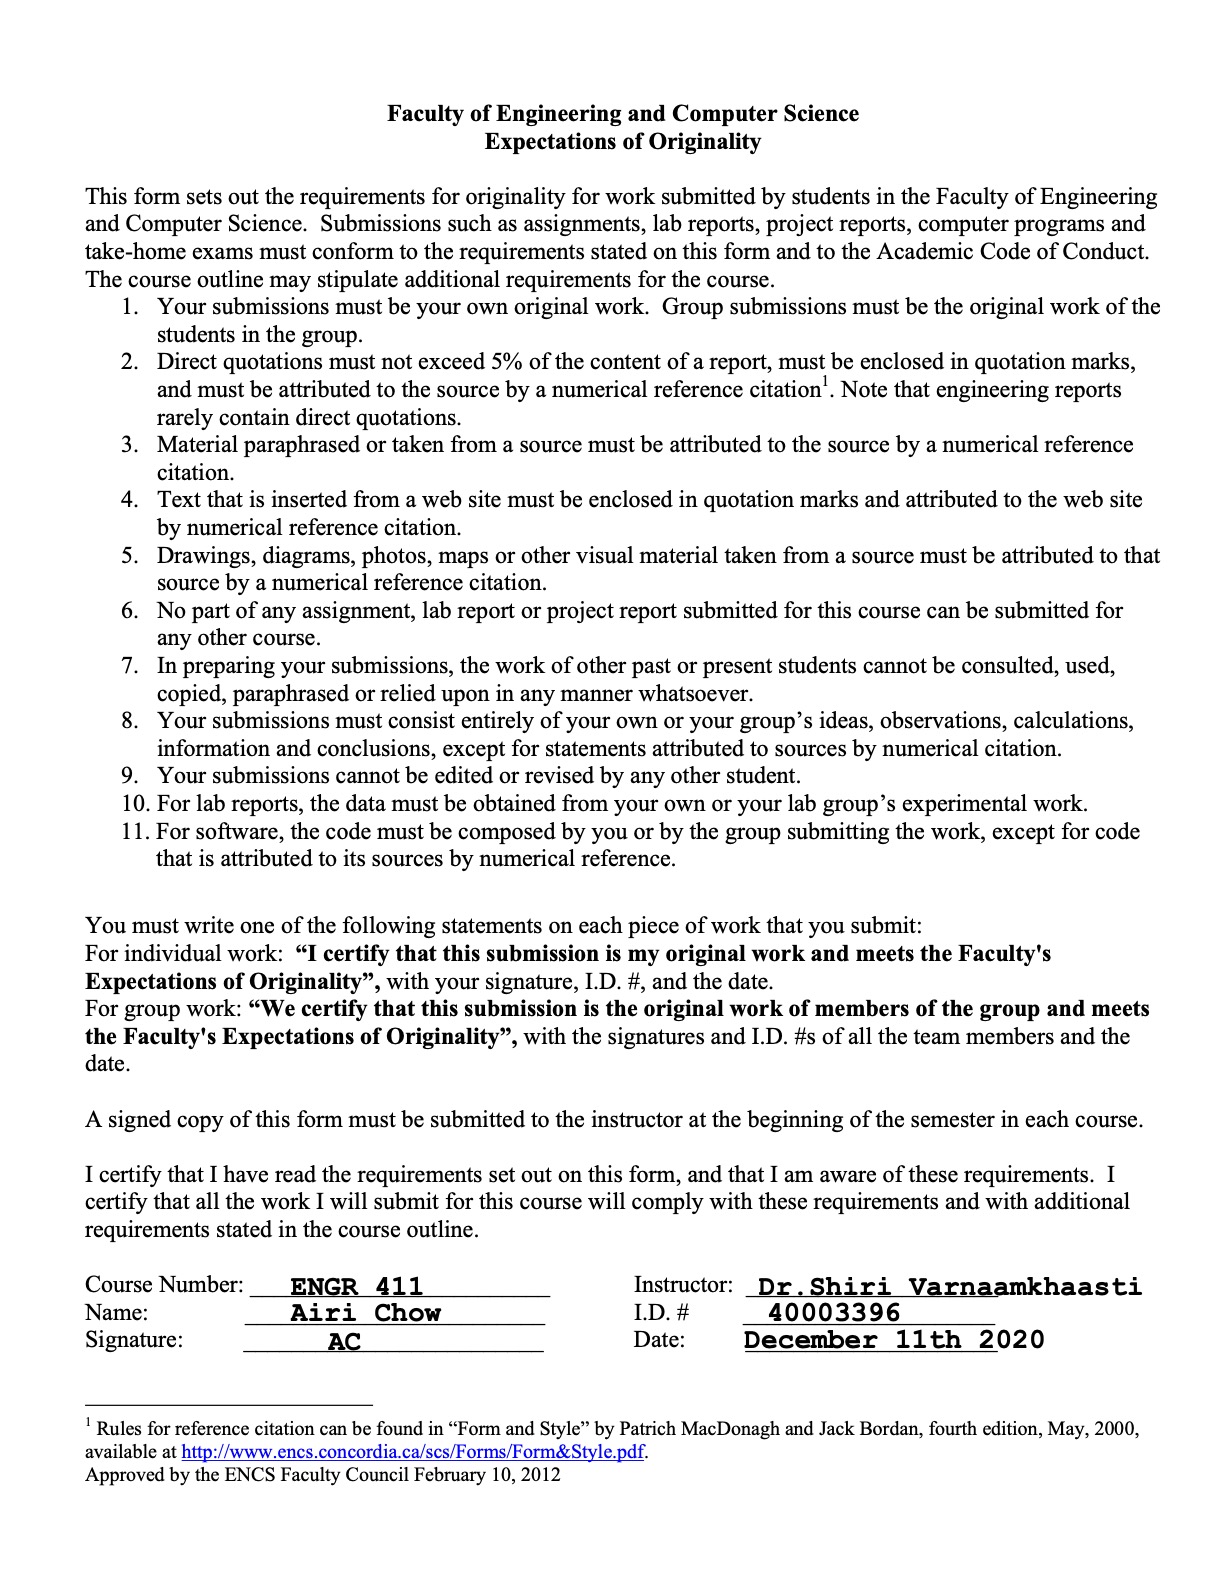 Faculty of Engineering and Computer Science
Expectations of Originality
This form sets out the requirements for originality for work submitted by students in the Faculty of Engineering
and Computer Science.  Submissions such as assignments, lab reports, project reports, computer programs and
take-home exams must conform to the requirements stated on this form and to the Academic Code of Conduct.
The course outline may stipulate additional requirements for the course.
1. Your submissions must be your own original work.  Group submissions must be the original work of the
students in the group.
2. Direct quotations must not exceed 5% of the content of a report, must be enclosed in quotation marks,
and must be attributed to the source by a numerical reference citation¹. Note that engineering reports
rarely contain direct quotations.
3. Material paraphrased or taken from a source must be attributed to the source by a numerical reference
citation.
4. Text that is inserted from a web site must be enclosed in quotation marks and attributed to the web site
by numerical reference citation.
5. Drawings, diagrams, photos, maps or other visual material taken from a source must be attributed to that
source by a numerical reference citation.
6. No part of any assignment, lab report or project report submitted for this course can be submitted for
any other course.
7. In preparing your submissions, the work of other past or present students cannot be consulted, used,
copied, paraphrased or relied upon in any manner whatsoever.
8. Your submissions must consist entirely of your own or your group’s ideas, observations, calculations,
information and conclusions, except for statements attributed to sources by numerical citation.
9. Your submissions cannot be edited or revised by any other student.
10. For lab reports, the data must be obtained from your own or your lab group’s experimental work.
11. For software, the code must be composed by you or by the group submitting the work, except for code
that is attributed to its sources by numerical reference.
You must write one of the following statements on each piece of work that you submit:
For individual work:  “I certify that this submission is my original work and meets the Faculty's
Expectations of Originality”, with your signature, I.D. #, and the date.
For group work: “We certify that this submission is the original work of members of the group and meets
the Faculty's Expectations of Originality”, with the signatures and I.D. #s of all the team members and the
date.
A signed copy of this form must be submitted to the instructor at the beginning of the semester in each course.
I certify that I have read the requirements set out on this form, and that I am aware of these requirements.  I
certify that all the work I will submit for this course will comply with these requirements and with additional
requirements stated in the course outline.
Course Number: ENGR 411 Instructor: Dr.Shiri Varnaamkhaasti
Name: Airi Chow I.D. # 40003396
Signature: AC Date: December 11th 2020
¹ Rules for reference citation can be found in “Form and Style” by Patrich MacDonagh and Jack Bordan, fourth edition, May, 2000,
available at http://www.encs.concordia.ca/scs/Forms/Form&Style.pdf.
Approved by the ENCS Faculty Council February 10, 2012